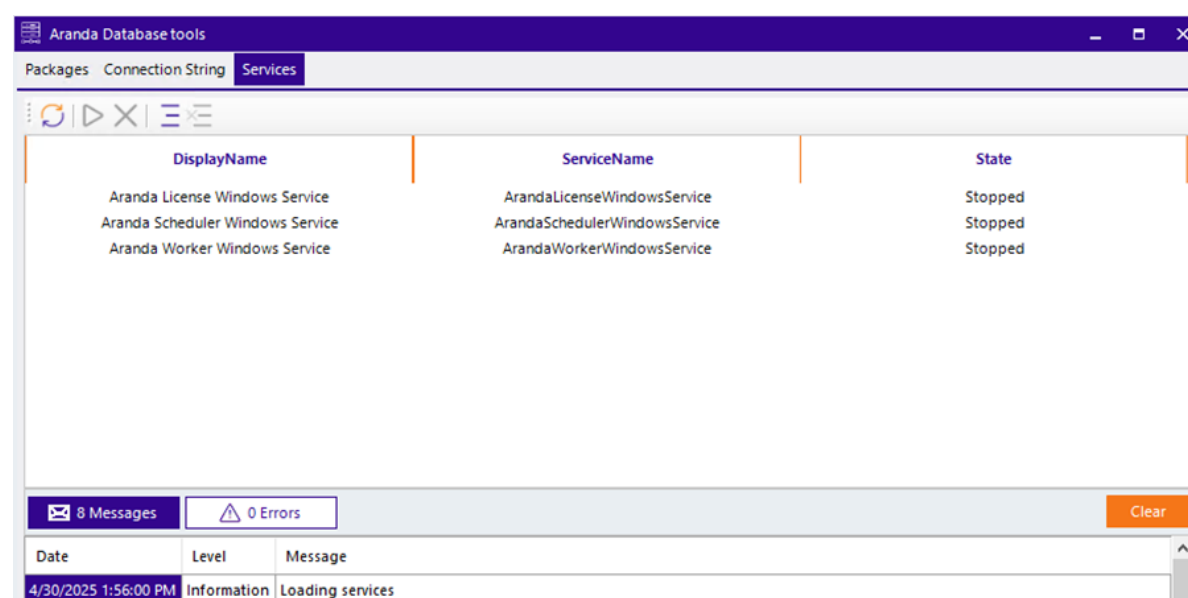 Aranda Database tools
Packages Connection String Services
DisplayName ServiceName State
Aranda License Windows Service ArandaLicenseWindowsService Stopped
Aranda Scheduler Windows Service ArandaSchedulerWindowsService Stopped
Aranda Worker Windows Service ArandaWorkerWindowsService Stopped
8 Messages 0 Errors Clear
Date Level Message
4/30/2025 1:56:00 PM Information Loading services